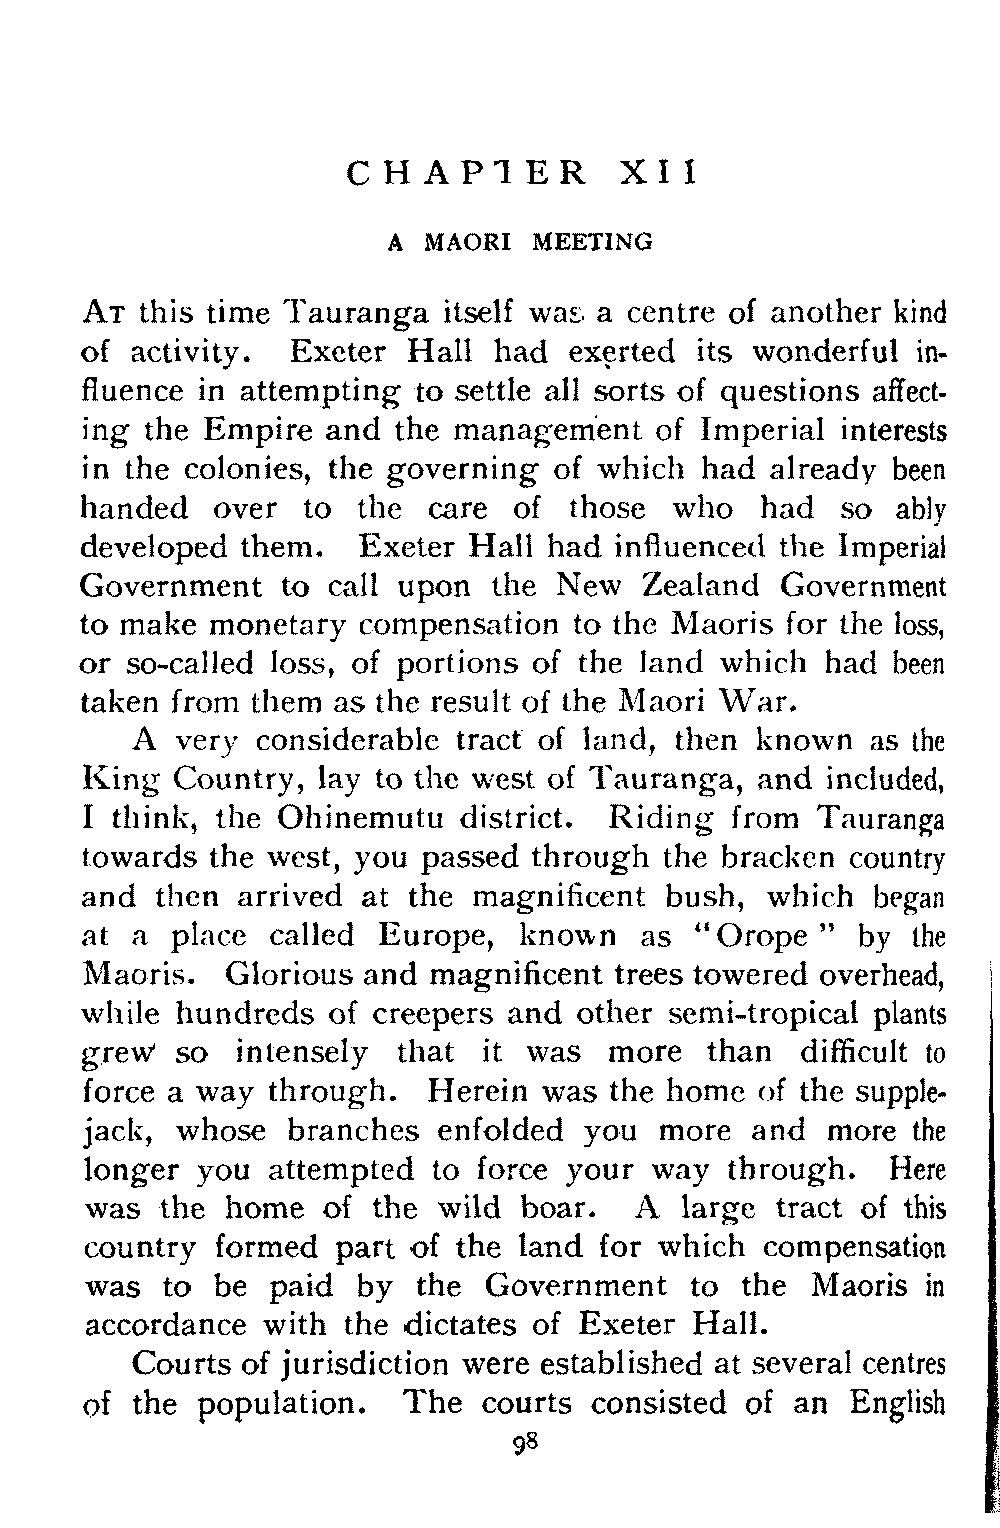 CHAPTER XII
A MAORI MEETING
AT this time Tauranga itself was a centre of another kind
of activity. Exeter Hall had exerted its wonderful in-
fluence in attempting to settle all sorts of questions affect-
ing the Empire and the management of Imperial interests
in the colonies, the governing of which had already been
handed over to the care of those who had so ably
developed them. Exeter Hall had influenced the Imperial
Government to call upon the New Zealand Government
to make monetary compensation to the Maoris for the loss,
or so-called loss, of portions of the land which had been
taken from them as the result of the Maori War.
A very considerable tract of land, then known as the
King Country, lay to the west of Tauranga, and included,
I think, the Ohinemutu district. Riding from Tauranga
towards the west, you passed through the bracken country
and then arrived at the magnificent bush, which began
at a place called Europe, known as "Orope" by the
Maoris. Glorious and magnificent trees towered overhead,
while hundreds of creepers and other semi-tropical plants
grew so intensely that it was more than difficult to
force a way through. Herein was the home of the supple-
jack, whose branches enfolded you more and more the
longer you attempted to force your way through. Here
was the home of the wild boar. A large tract of this
country formed part of the land for which compensation
was to be paid by the Government to the Maoris in
accordance with the dictates of Exeter Hall.
Courts of jurisdiction were established at several centres
of the population. The courts consisted of an English
98